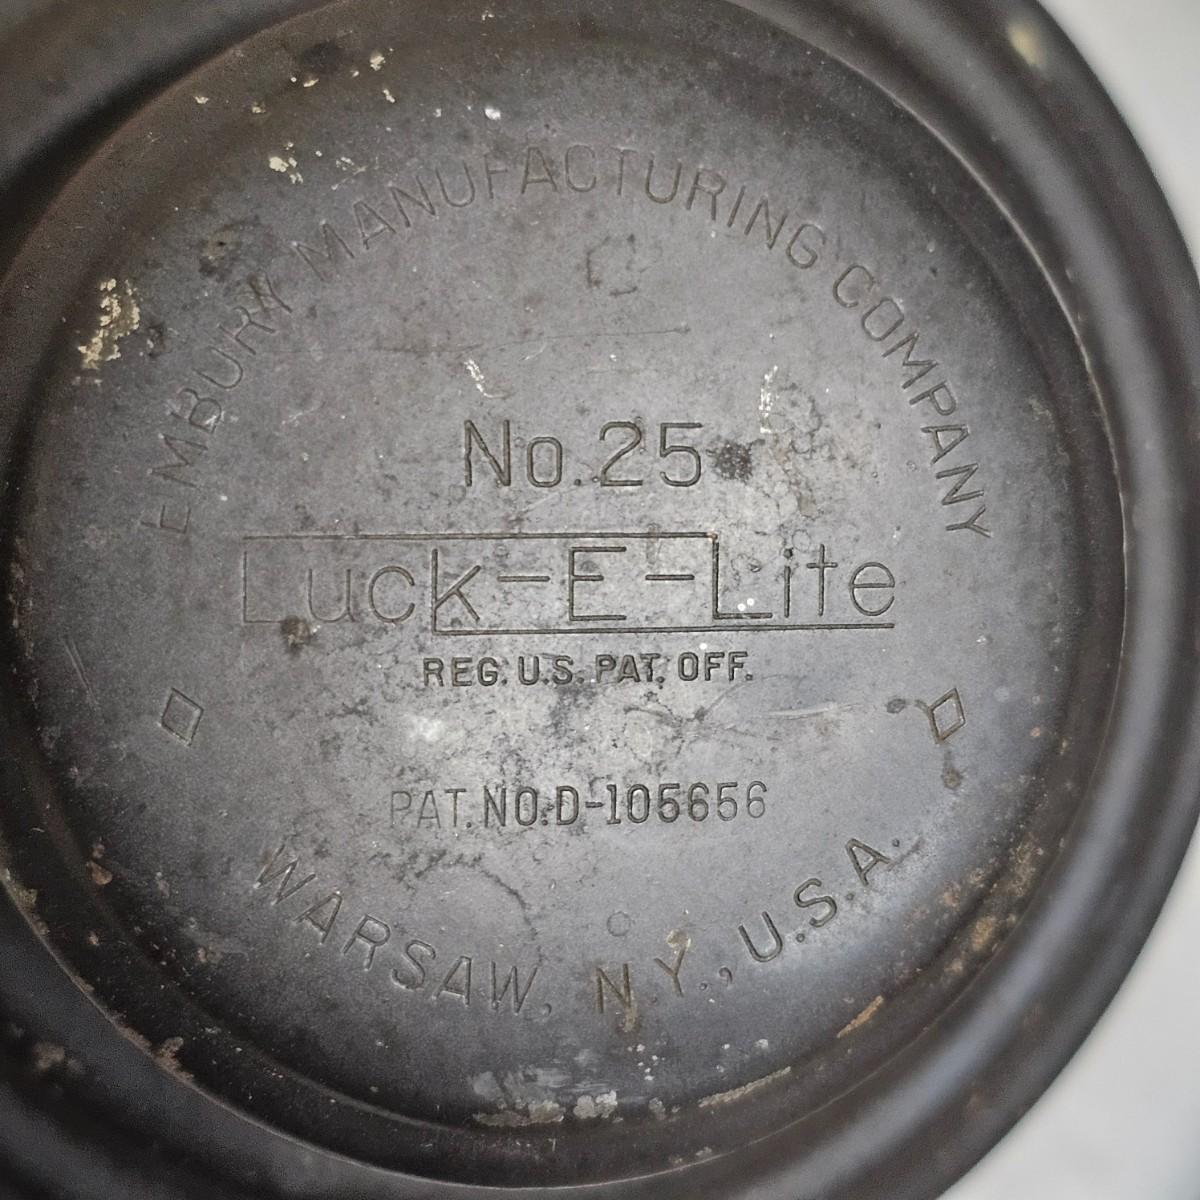 EMBURY MANUFACTURING COMPANY
No. 25
Luck-E-Lite
REG. U.S. PAT. OFF.
PAT. NO. D-105656
WARSAW, N.Y., U.S.A.